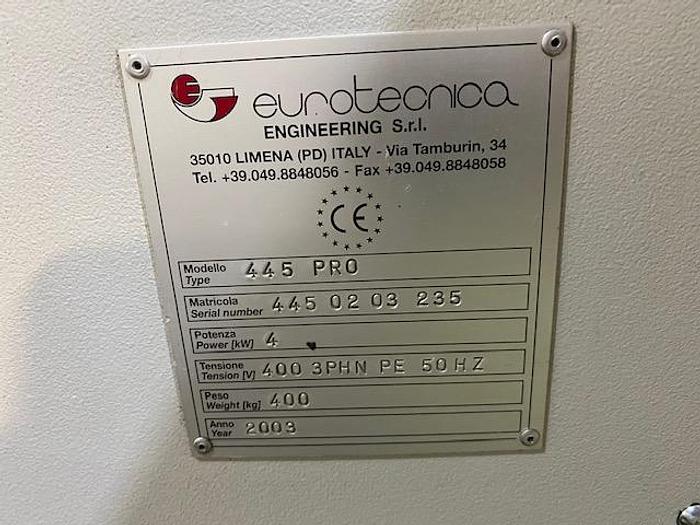 eurotecnica
ENGINEERING S.r.l.
35010 LIMENA (PD) ITALY - Via Tamburin, 34
Tel. +39.049.8848056 - Fax +39.049.8848058
CE
Modello
Type
445 PRO
Matricola
Serial number
445 02 03 235
Potenza
Power [kW]
4
Tensione
Tension [V]
400 3PHN PE 50HZ
Peso
Weight [kg]
400
Anno
Year
2003